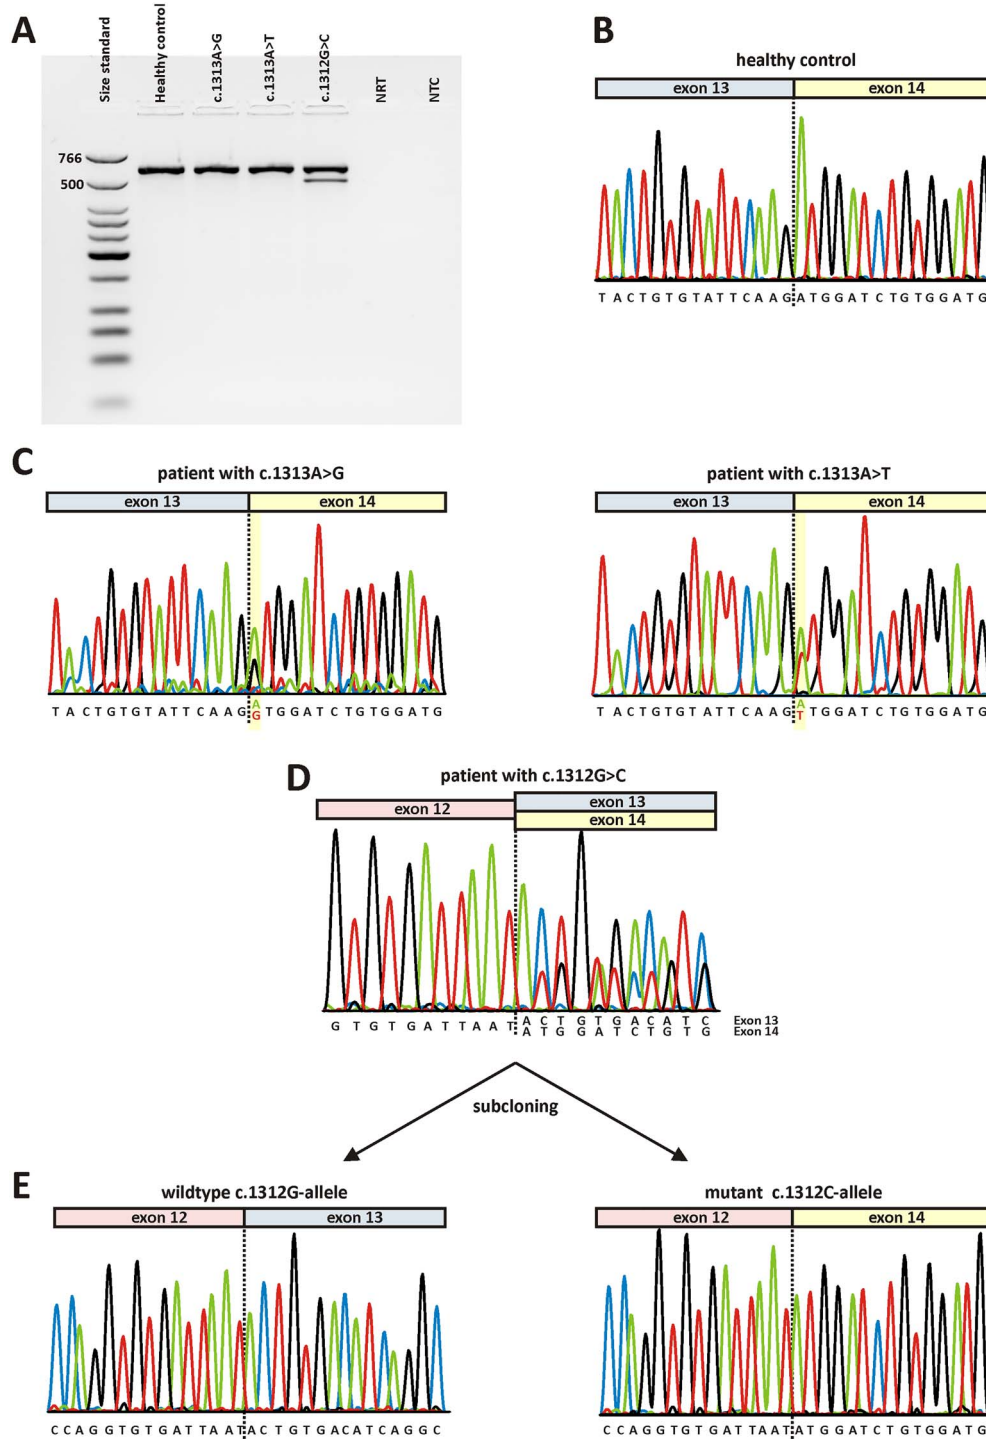 A
Size standard
Healthy control
c.1313A>G
c.1313A>T
c.1312G>C
NRT
NTC
766
500
B
healthy control
exon 13 exon 14
T A C T G T G T A T T C A A G A T G G A T C T G T G G A T G
C
patient with c.1313A>G
exon 13 exon 14
T A C T G T G T A T T C A A G A T G G A T C T G T G G A T G
G
patient with c.1313A>T
exon 13 exon 14
T A C T G T G T A T T C A A G A T G G A T C T G T G G A T G
T
D
patient with c.1312G>C
exon 12 exon 13
exon 14
G T G T G A T T A A T A C T G T G A C A T C Exon 13
A T G G A T C T G T G Exon 14
subcloning
E
wildtype c.1312G-allele
exon 12 exon 13
C C A G G T G T G A T T A A T A C T G T G A C A T C A G G C
mutant c.1312C-allele
exon 12 exon 14
C C A G G T G T G A T T A A T A T G G A T C T G T G G A T G